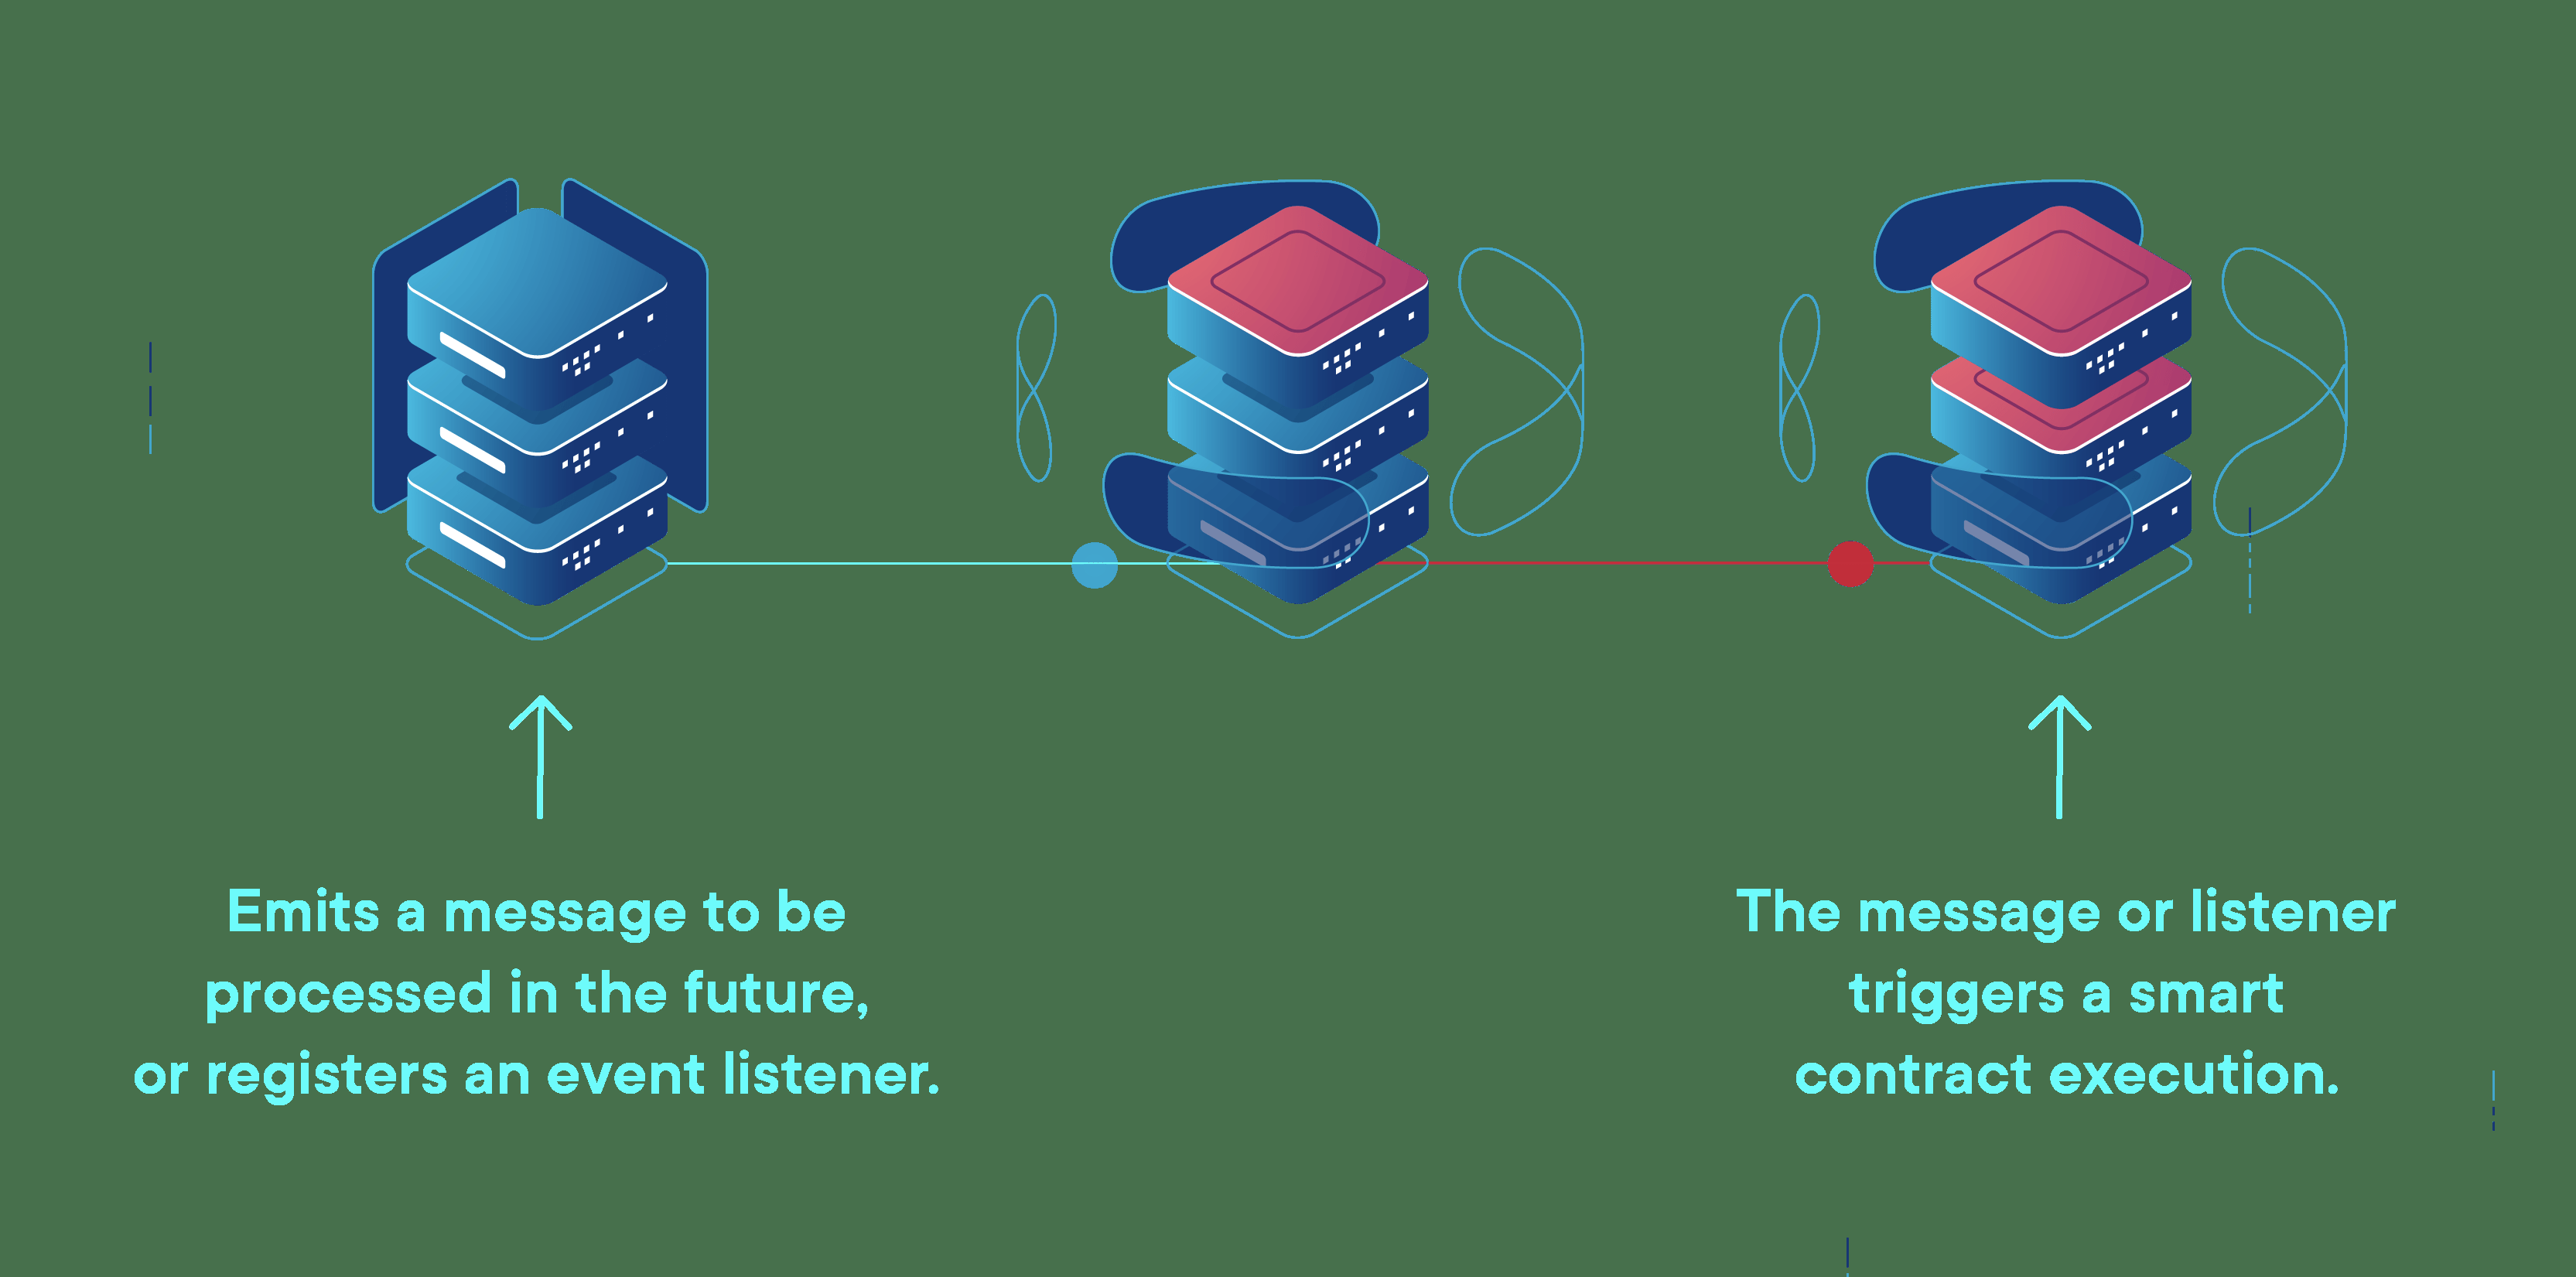 Emits a message to be
processed in the future,
or registers an event listener.
The message or listener
triggers a smart
contract execution.